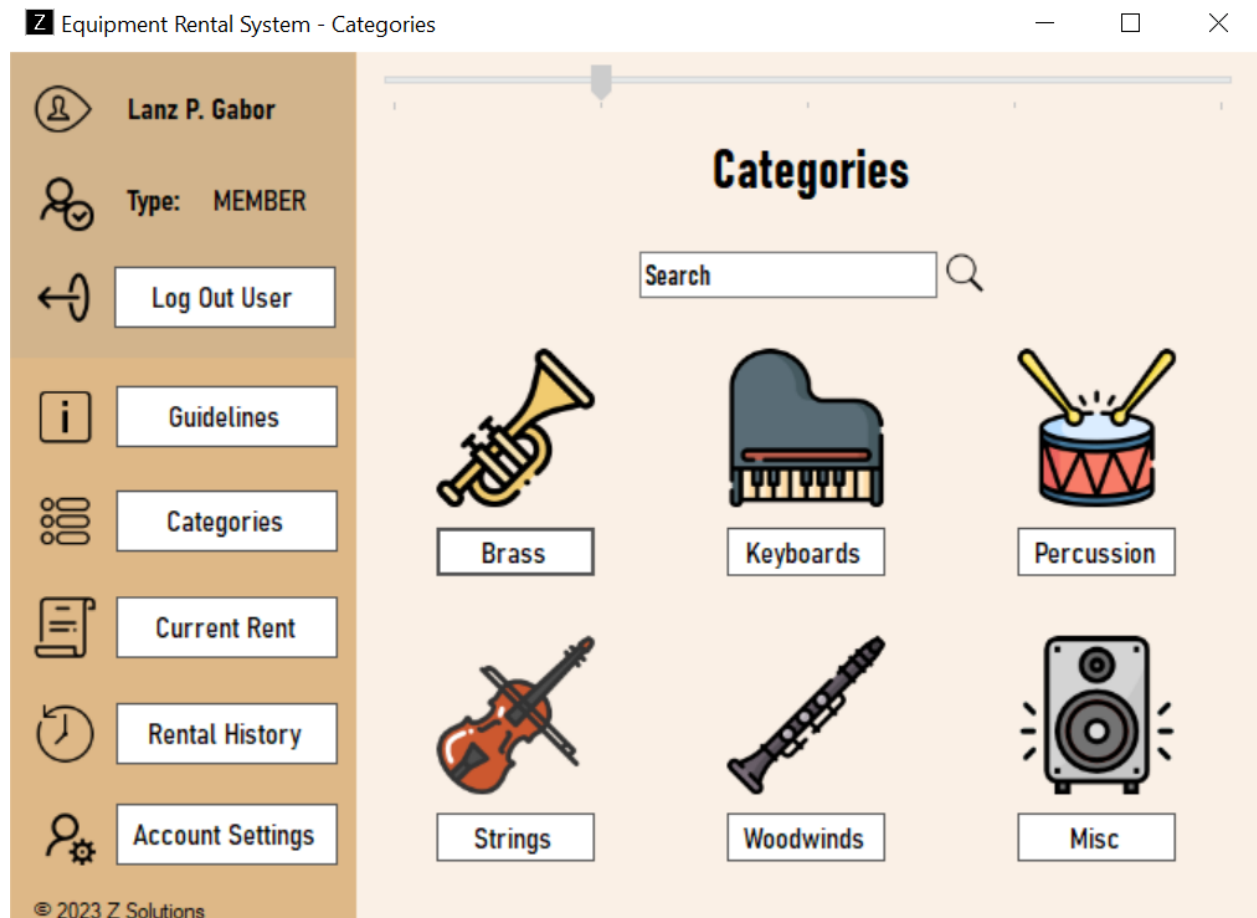 Z Equipment Rental System - Categories
Lanz P. Gabor
Type: MEMBER
Log Out User
Guidelines
Categories
Current Rent
Rental History
Account Settings
© 2023 Z Solutions
Categories
Search
Brass Keyboards Percussion
Strings Woodwinds Misc